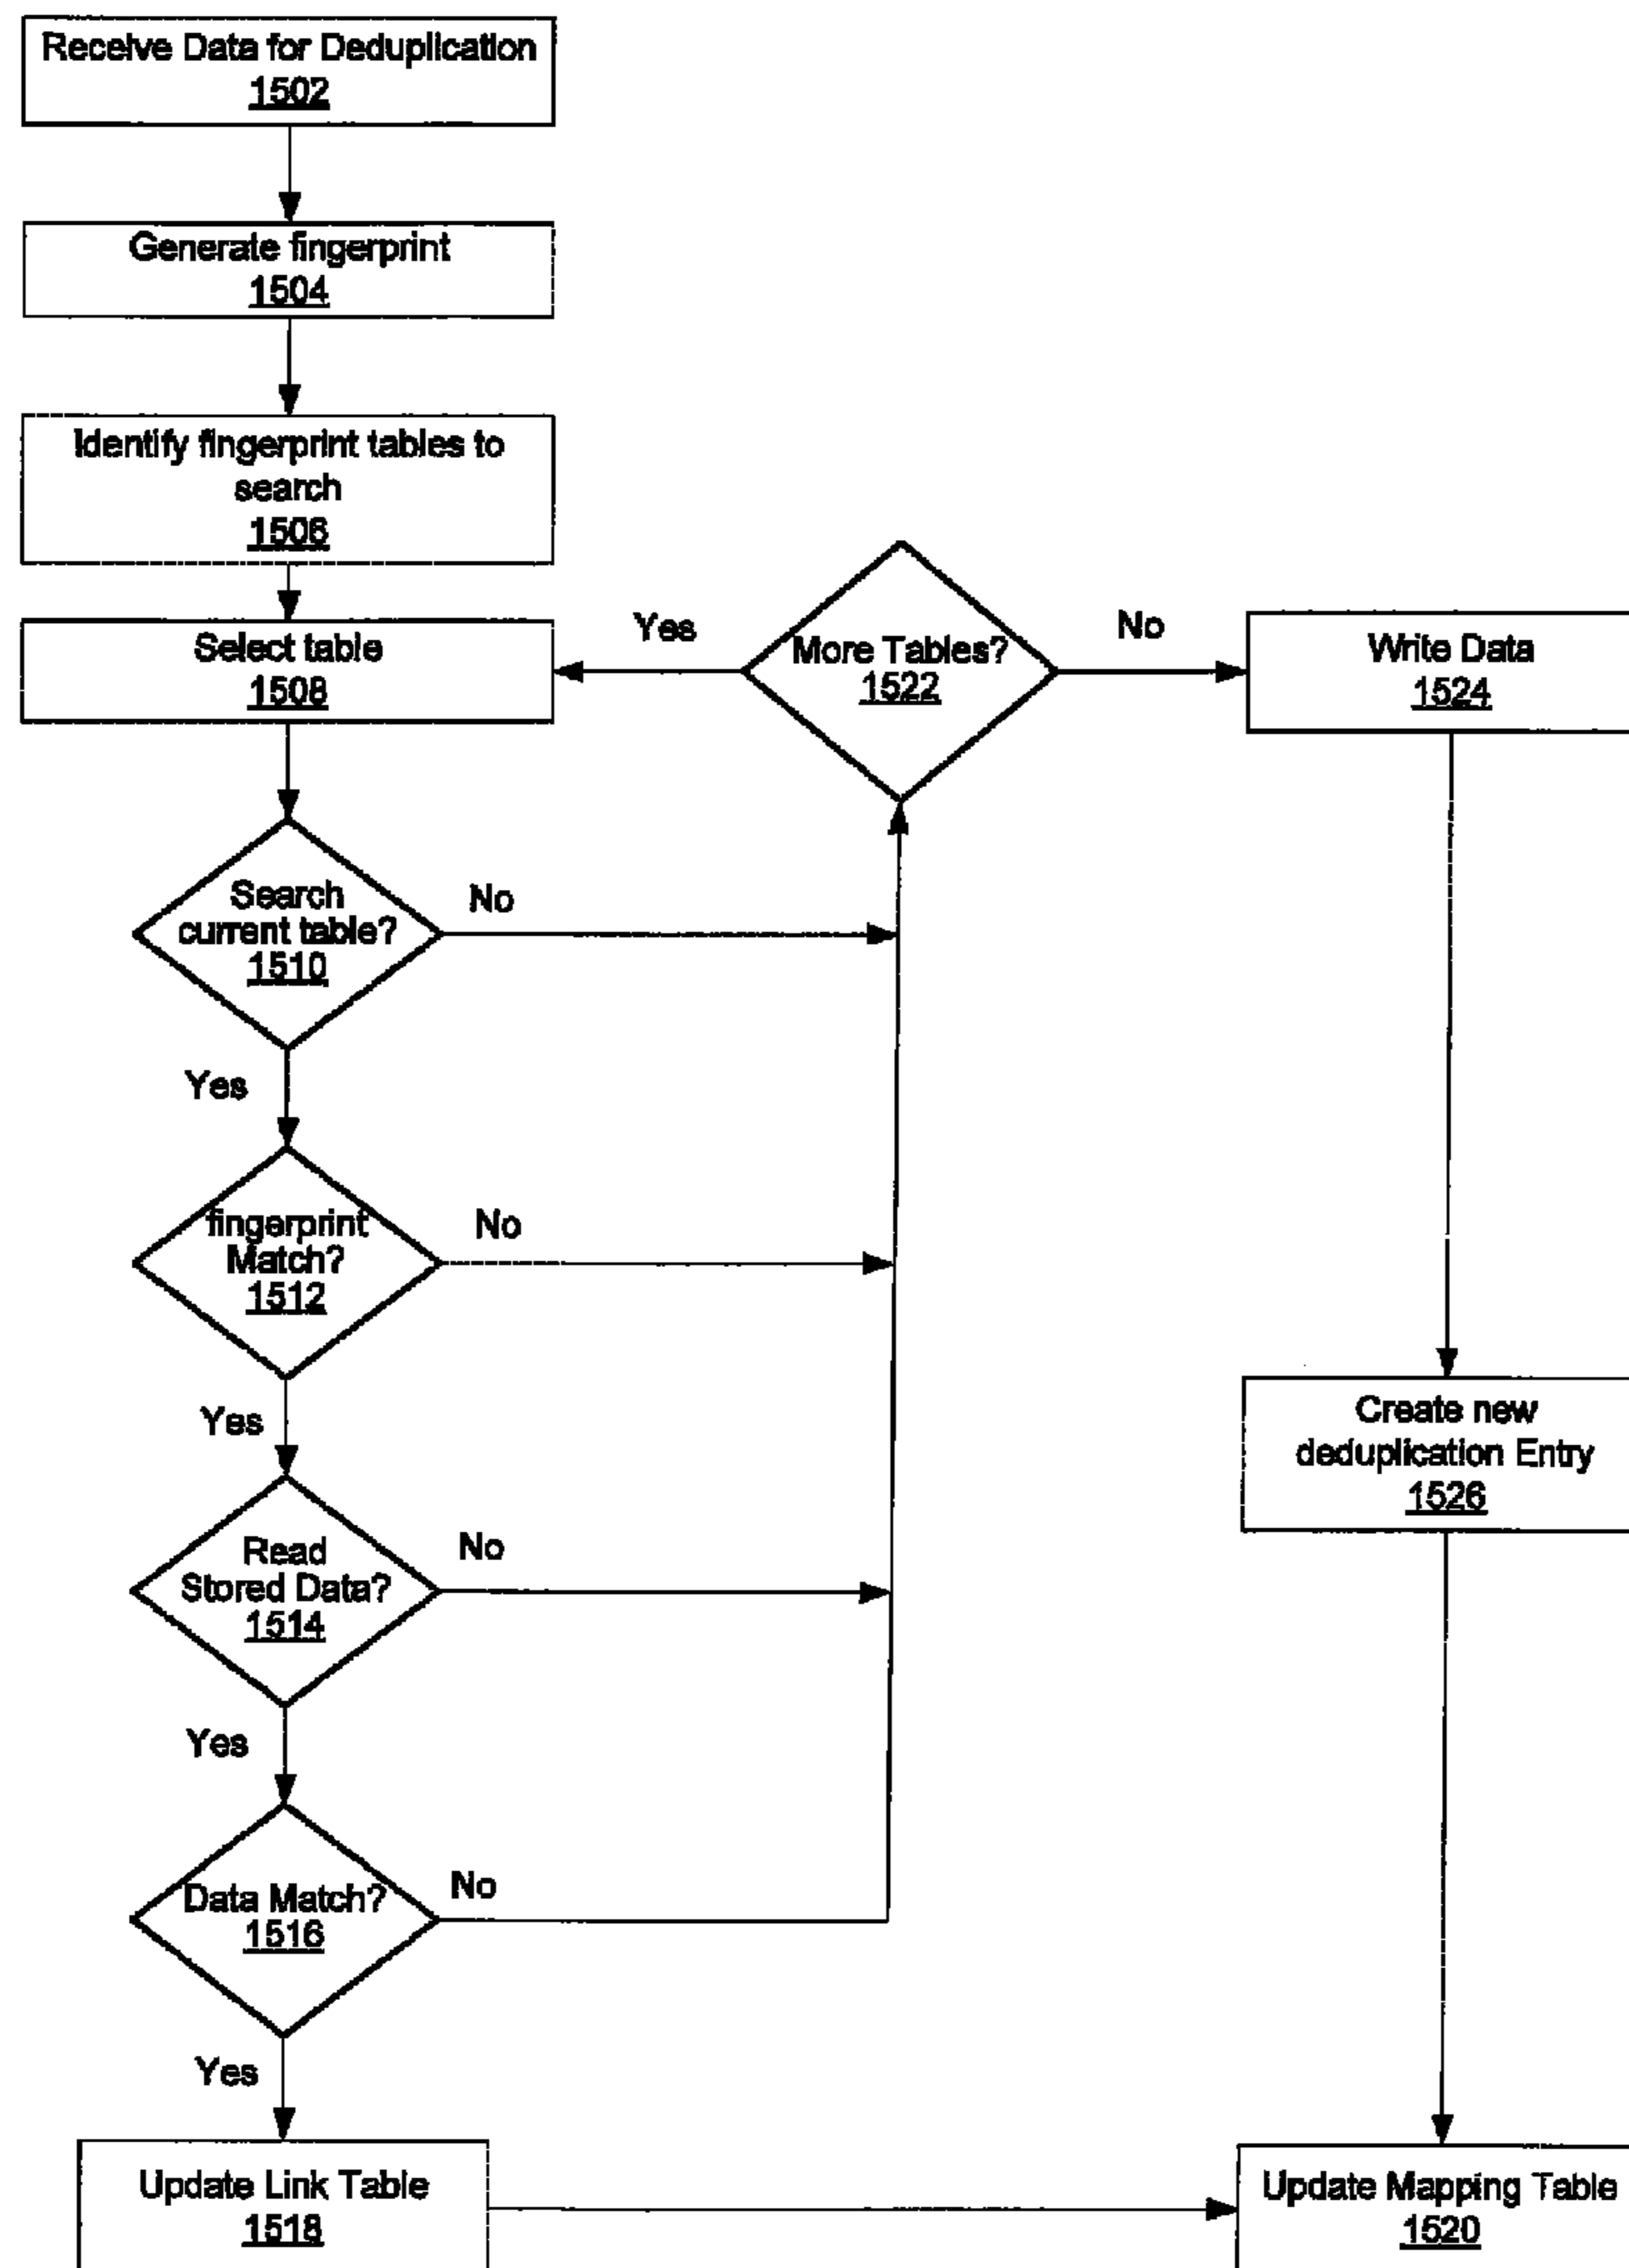 Receive Data for Deduplication
1502
Generate fingerprint
1504
Identify fingerprint tables to
search
1506
Select table
1508
Yes
More Tables?
1522
No
Write Data
1524
Search
current table?
1510
No
Yes
fingerprint
Match?
1512
No
Yes
Create new
deduplication Entry
1526
Read
Stored Data?
1514
No
Yes
Data Match?
1516
No
Yes
Update Link Table
1518
Update Mapping Table
1520